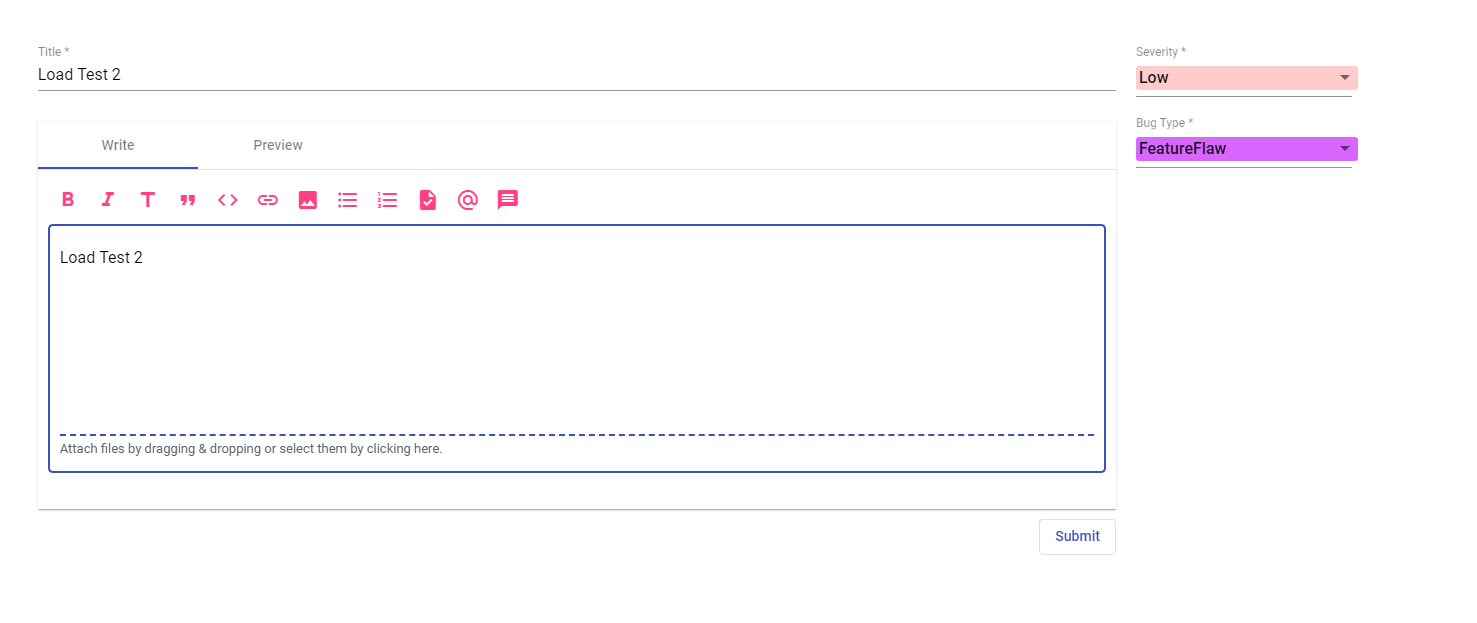 Title *
Load Test 2
Severity *
Low
Bug Type *
FeatureFlaw
Write
Preview
Load Test 2
Attach files by dragging & dropping or select them by clicking here.
Submit